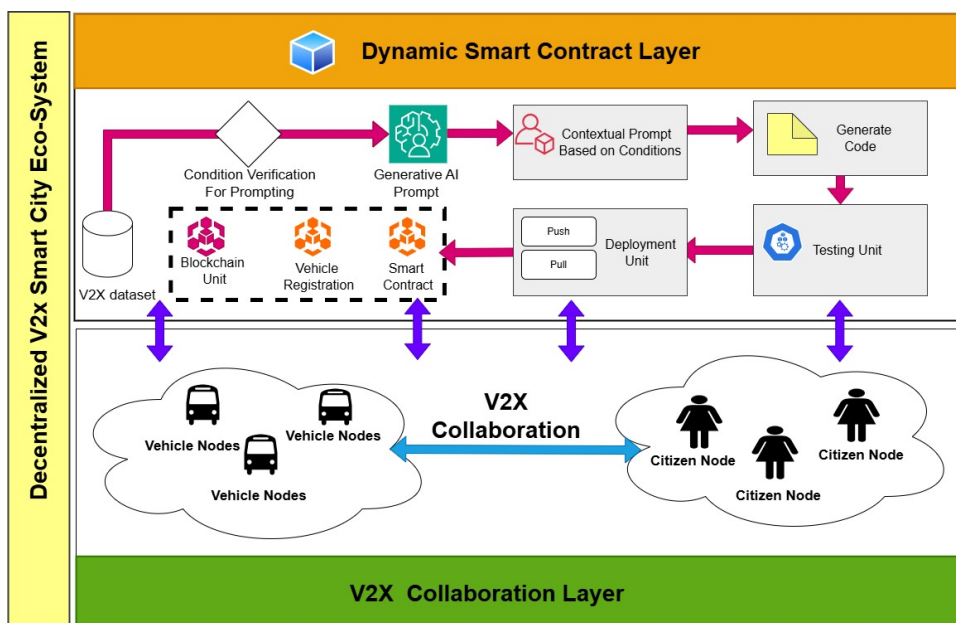 Decentralized V2x Smart City Eco-System
Dynamic Smart Contract Layer
Condition Verification
For Prompting
Generative AI
Prompt
Contextual Prompt
Based on Conditions
Generate
Code
V2X dataset
Blockchain
Unit
Vehicle
Registration
Smart
Contract
Push
Pull
Deployment
Unit
Testing Unit
Vehicle Nodes
Vehicle Nodes
Vehicle Nodes
V2X
Collaboration
Citizen Node
Citizen Node
Citizen Node
V2X Collaboration Layer